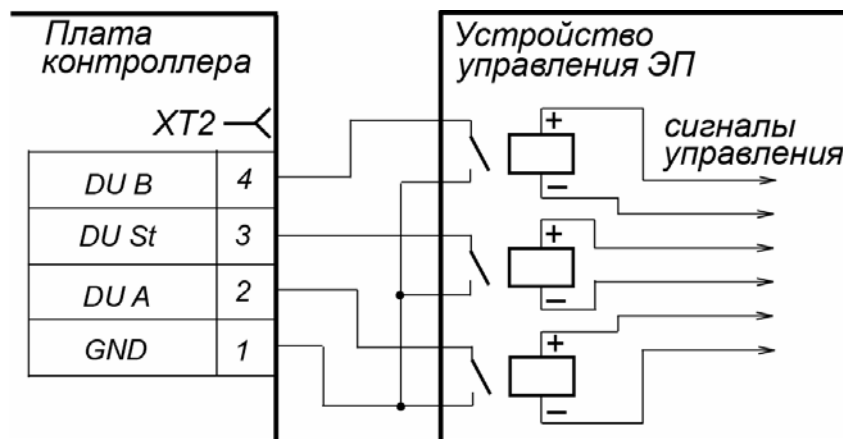 Плата
контроллера
XT2
DU B 4
DU St 3
DU A 2
GND 1
Устройство
управления ЭП
+
−
+
−
+
−
сигналы
управления